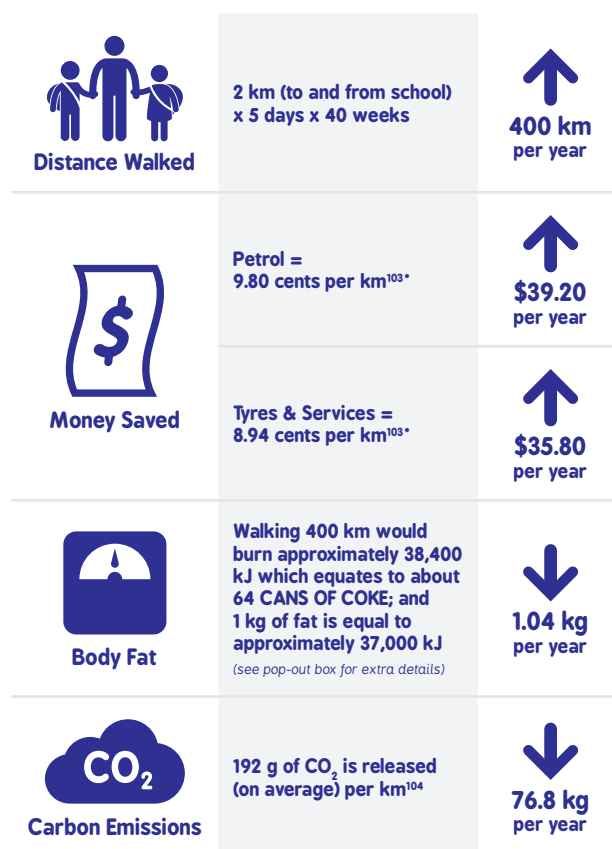 2 km (to and from school)
x 5 days x 40 weeks
400 km
per year
Distance Walked
Petrol =
9.80 cents per km¹⁰³*
$39.20
per year
$
Money Saved
Tyres & Services =
8.94 cents per km¹⁰³*
$35.80
per year
Walking 400 km would
burn approximately 38,400
kJ which equates to about
64 CANS OF COKE; and
1 kg of fat is equal to
approximately 37,000 kJ
(see pop-out box for extra details)
1.04 kg
per year
Body Fat
CO₂
Carbon Emissions
192 g of CO₂ is released
(on average) per km¹⁰⁴
76.8 kg
per year